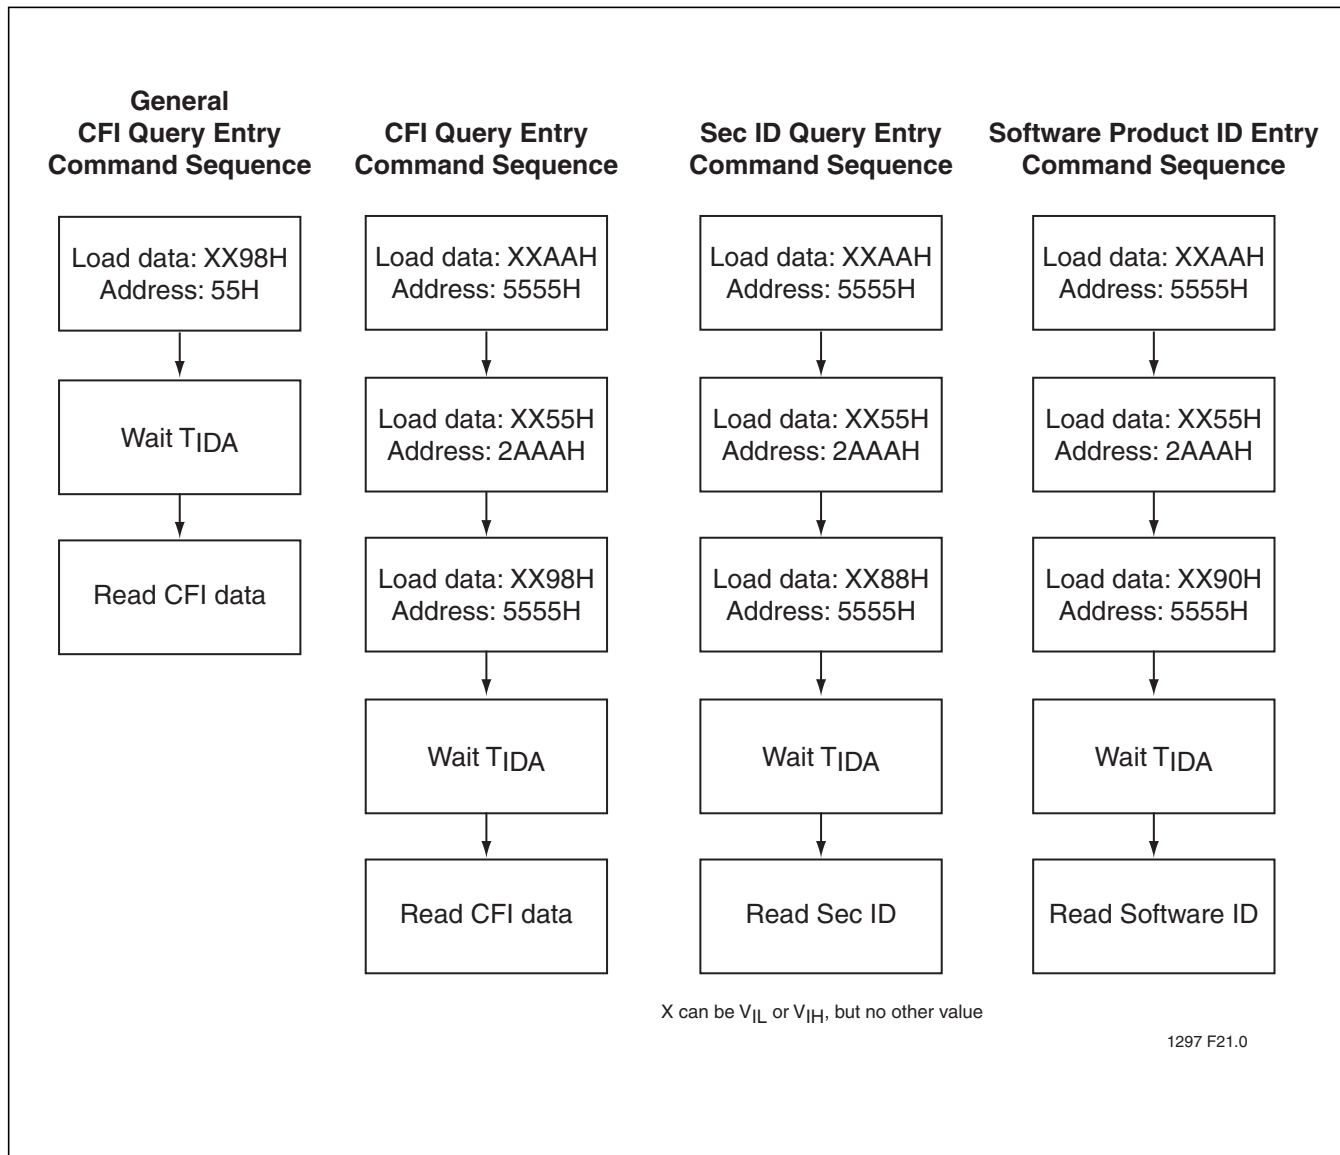 General
CFI Query Entry
Command Sequence
Load data: XX98H
Address: 55H
Wait TIDA
Read CFI data
CFI Query Entry
Command Sequence
Load data: XXAAH
Address: 5555H
Load data: XX55H
Address: 2AAAH
Load data: XX98H
Address: 5555H
Wait TIDA
Read CFI data
Sec ID Query Entry
Command Sequence
Load data: XXAAH
Address: 5555H
Load data: XX55H
Address: 2AAAH
Load data: XX88H
Address: 5555H
Wait TIDA
Read Sec ID
Software Product ID Entry
Command Sequence
Load data: XXAAH
Address: 5555H
Load data: XX55H
Address: 2AAAH
Load data: XX90H
Address: 5555H
Wait TIDA
Read Software ID
X can be VIL or VIH, but no other value
1297 F21.0